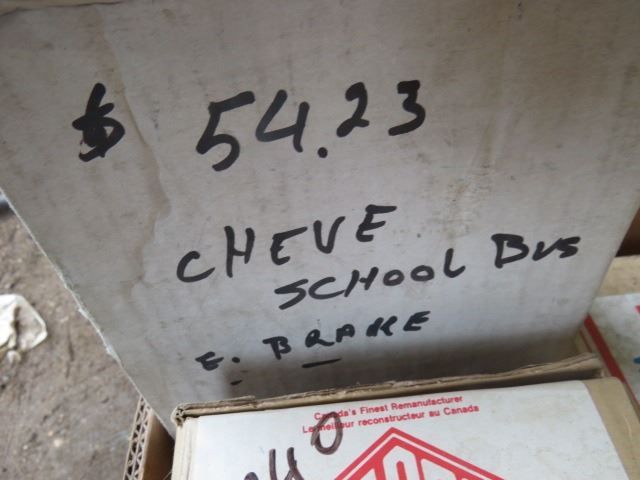 $ 54.23
CHEVE
SCHOOL BUS
E. BRAKE
Canada's Finest Remanufacturer
Le meilleur reconstructeur au Canada